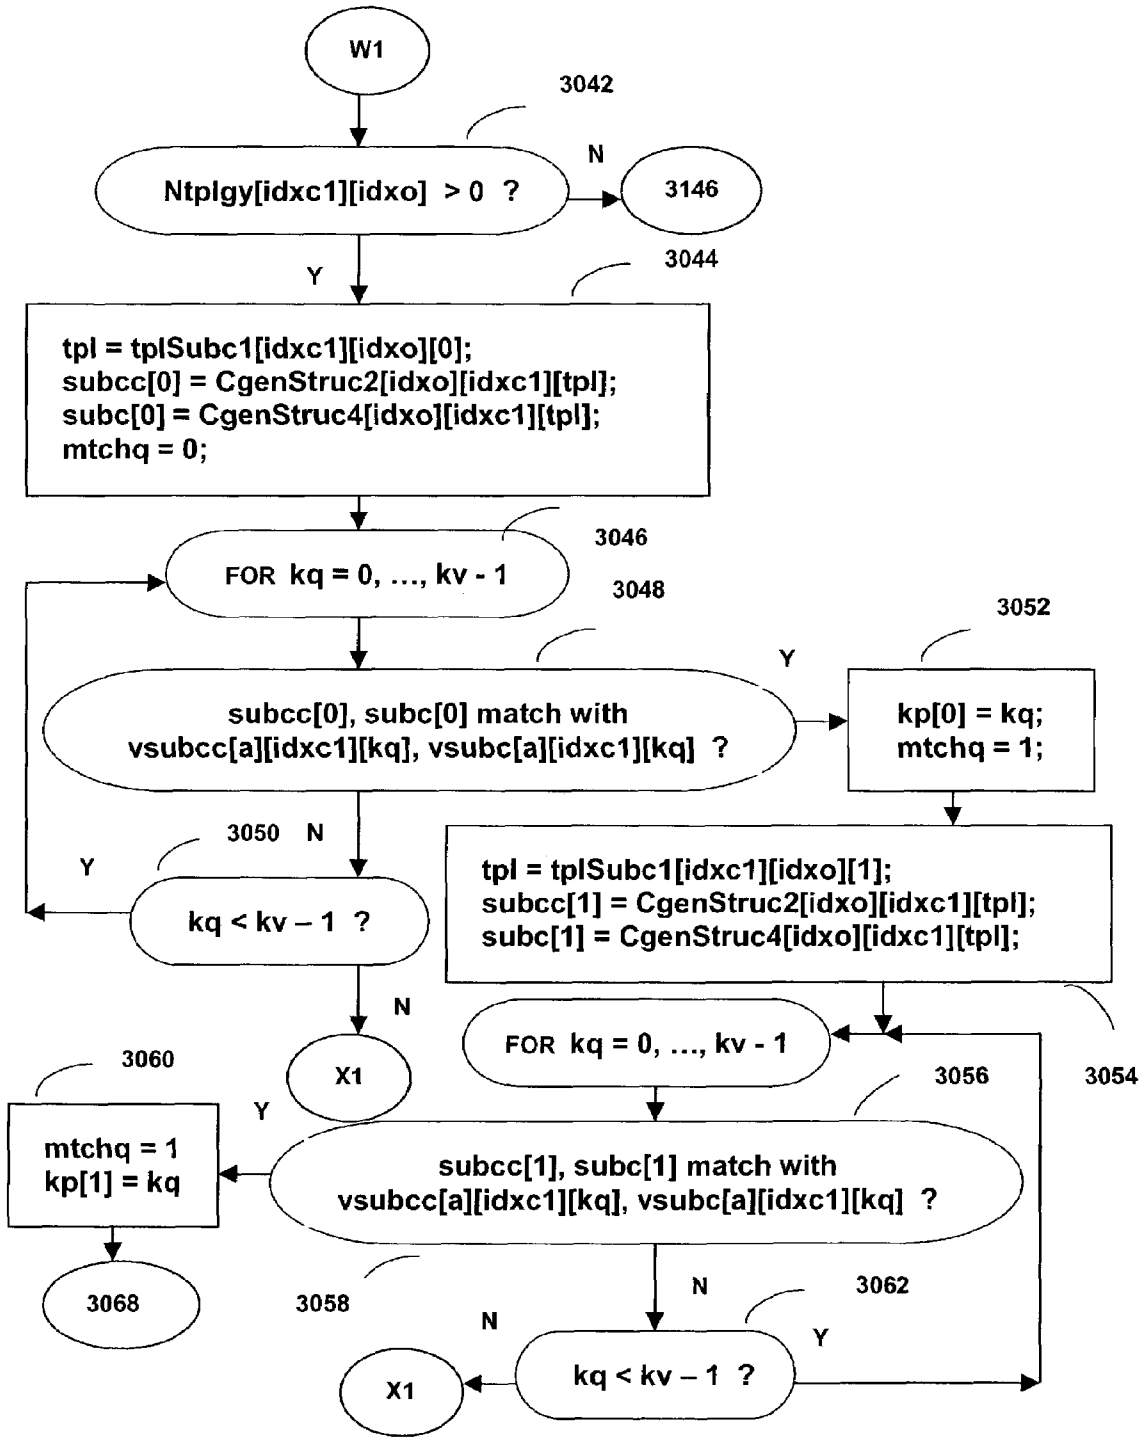 W1
3042
Ntplgy[idxc1][idxo] > 0 ?
N
3146
Y
3044
tpl = tplSubc1[idxc1][idxo][0];
subcc[0] = CgenStruc2[idxo][idxc1][tpl];
subc[0] = CgenStruc4[idxo][idxc1][tpl];
mtchq = 0;
3046
FOR kq = 0, ..., kv - 1
3048
3052
subcc[0], subc[0] match with
vsubcc[a][idxc1][kq], vsubc[a][idxc1][kq] ?
Y
kp[0] = kq;
mtchq = 1;
3050
N
Y
kq < kv – 1 ?
tpl = tplSubc1[idxc1][idxo][1];
subcc[1] = CgenStruc2[idxo][idxc1][tpl];
subc[1] = CgenStruc4[idxo][idxc1][tpl];
N
X1
FOR kq = 0, ..., kv - 1
3054
3056
3060
Y
mtchq = 1
kp[1] = kq
subcc[1], subc[1] match with
vsubcc[a][idxc1][kq], vsubc[a][idxc1][kq] ?
3068
3058
N
3062
N
Y
kq < kv – 1 ?
X1